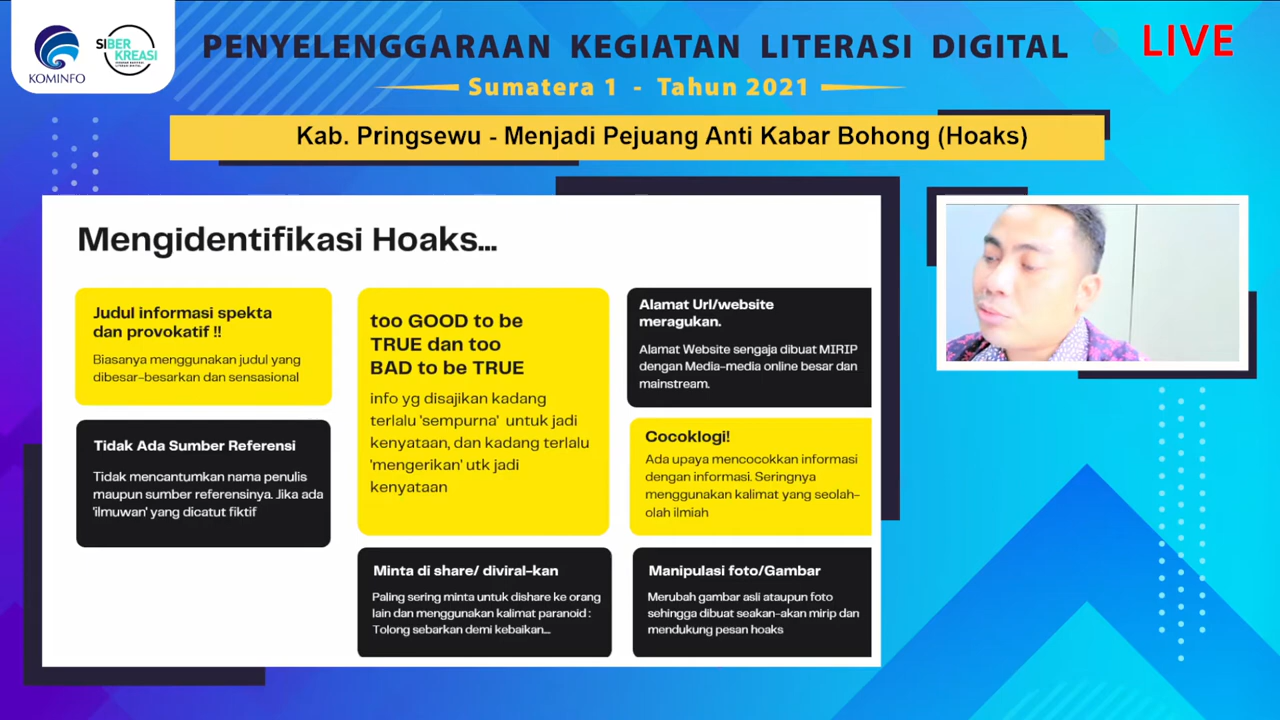 KOMINFO
SIBER
KREASI
PENYELENGGARAAN KEGIATAN LITERASI DIGITAL
LIVE
Sumatera 1 - Tahun 2021
Kab. Pringsewu - Menjadi Pejuang Anti Kabar Bohong (Hoaks)
Mengidentifikasi Hoaks...
Judul informasi spekta
dan provokatif !!
Biasanya menggunakan judul yang
dibesar-besarkan dan sensasional
Tidak Ada Sumber Referensi
Tidak mencantumkan nama penulis
maupun sumber referensinya. Jika ada
'ilmuwan' yang dicatut fiktif
too GOOD to be
TRUE dan too
BAD to be TRUE
info yg disajikan kadang
terlalu 'sempurna' untuk jadi
kenyataan, dan kadang terlalu
'mengerikan' utk jadi
kenyataan
Minta di share/ diviral-kan
Paling sering minta untuk dishare ke orang
lain dan menggunakan kalimat paranoid :
Tolong sebarkan demi kebaikan...
Alamat Url/website
meragukan.
Alamat Website sengaja dibuat MIRIP
dengan Media-media online besar dan
mainstream.
Cocoklogi!
Ada upaya mencocokkan informasi
dengan informasi. Seringnya
menggunakan kalimat yang seolah-
olah ilmiah
Manipulasi foto/Gambar
Merubah gambar asli ataupun foto
sehingga dibuat seakan-akan mirip dan
mendukung pesan hoaks